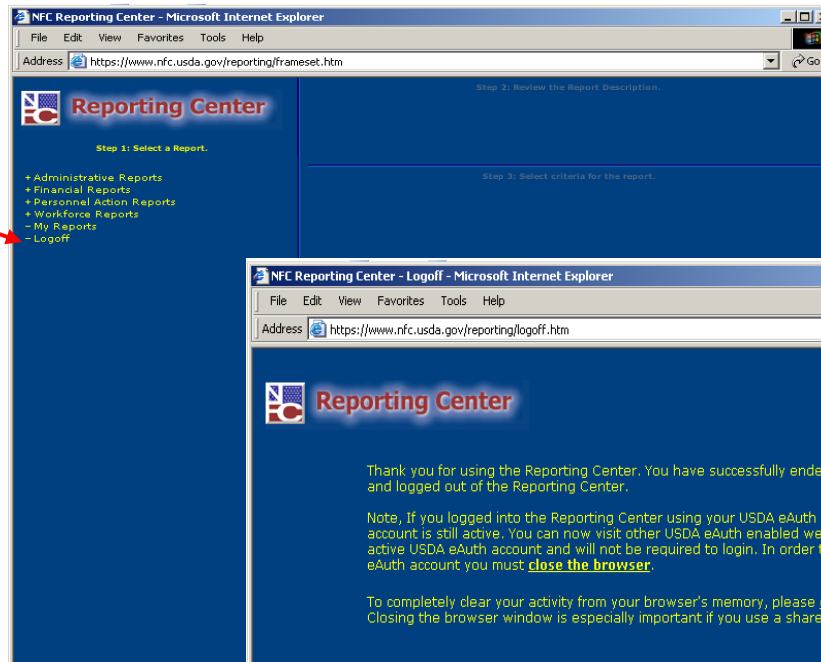 NFC Reporting Center - Microsoft Internet Explorer
File Edit View Favorites Tools Help
Address https://www.nfc.usda.gov/reporting/frameset.htm Go
NFC Reporting Center
Step 1: Select a Report.
+ Administrative Reports
+ Financial Reports
+ Personnel Action Reports
+ Workforce Reports
- My Reports
- Logoff
Step 2: Review the Report Description.
Step 3: Select criteria for the report.
NFC Reporting Center - Logoff - Microsoft Internet Explorer
File Edit View Favorites Tools Help
Address https://www.nfc.usda.gov/reporting/logoff.htm
NFC Reporting Center
Thank you for using the Reporting Center. You have successfully ende
and logged out of the Reporting Center.
Note, If you logged into the Reporting Center using your USDA eAuth
account is still active. You can now visit other USDA eAuth enabled we
active USDA eAuth account and will not be required to login. In order t
eAuth account you must close the browser.
To completely clear your activity from your browser's memory, please
Closing the browser window is especially important if you use a share